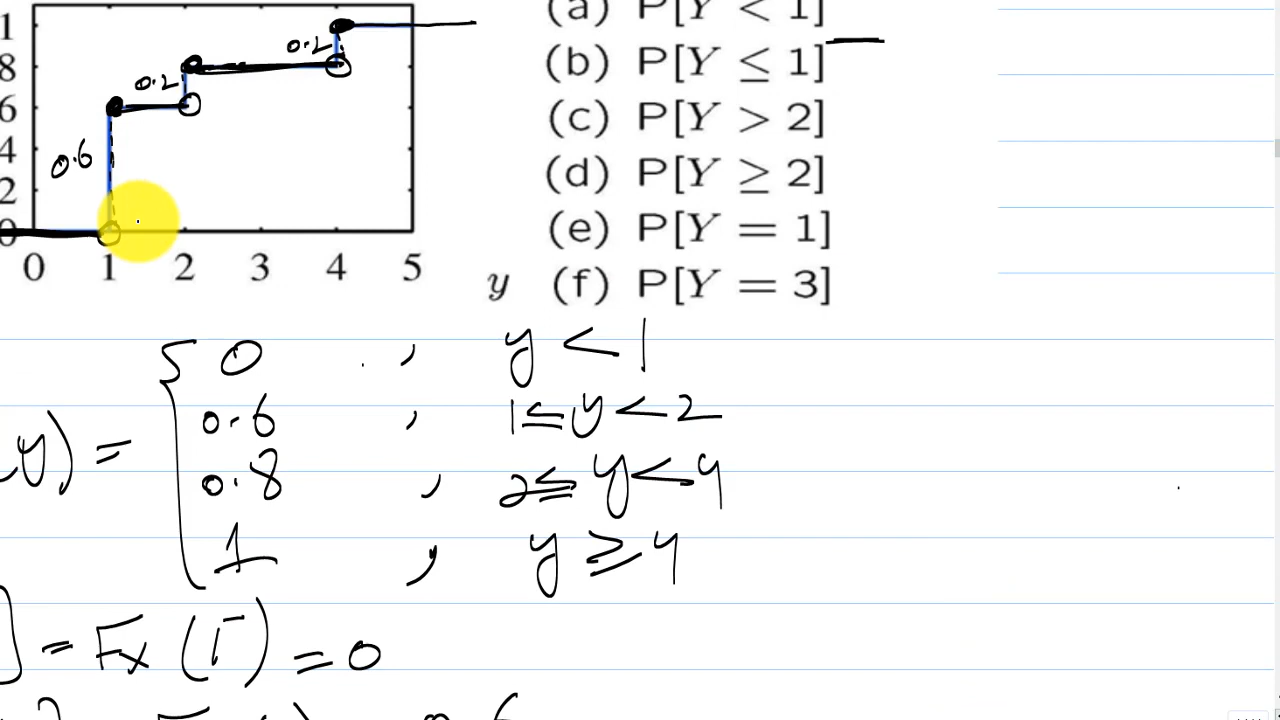 1
8
6
4
2
0
0.6
0.2
0.2
0 1 2 3 4 5 y
(a) P[Y < 1]
(b) P[Y ≤ 1]
(c) P[Y > 2]
(d) P[Y ≥ 2]
(e) P[Y = 1]
(f) P[Y = 3]
y) = { 0 , y < 1
0.6 , 1 ≤ y < 2
0.8 , 2 ≤ y < 4
1 , y ≥ 4
] = Fx (1⁻) = 0